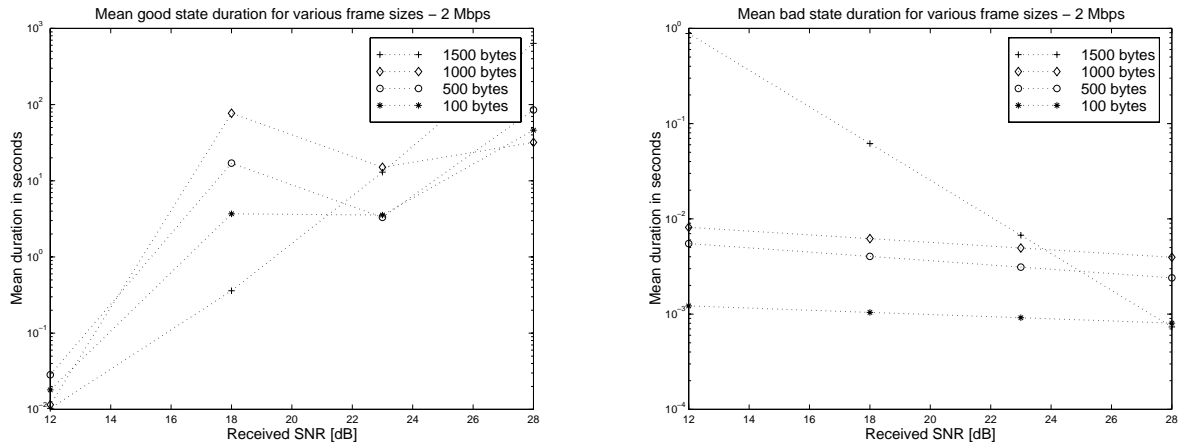 Mean good state duration for various frame sizes – 2 Mbps
10^3
10^2
10^1
10^0
10^-1
10^-2
Mean duration in seconds
1500 bytes
1000 bytes
500 bytes
100 bytes
12 14 16 18 20 22 24 26 28
Received SNR [dB]
Mean bad state duration for various frame sizes – 2 Mbps
10^0
10^-1
10^-2
10^-3
10^-4
Mean duration in seconds
1500 bytes
1000 bytes
500 bytes
100 bytes
12 14 16 18 20 22 24 26 28
Received SNR [dB]